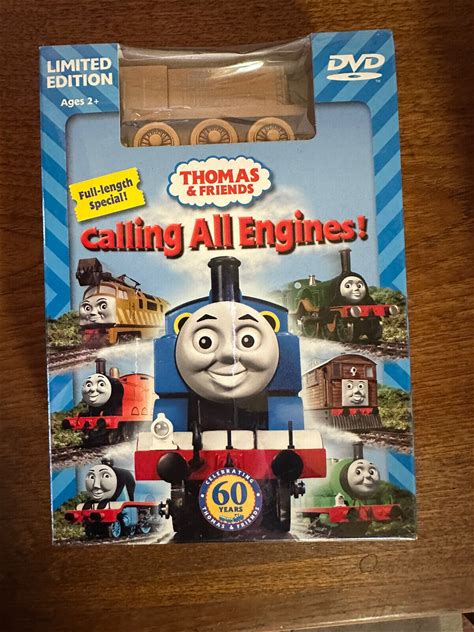 LIMITED
EDITION
Ages 2+
DVD
THOMAS
& FRIENDS
Full-length
Special!
Calling All Engines!
CELEBRATING
60
YEARS
THOMAS & FRIENDS